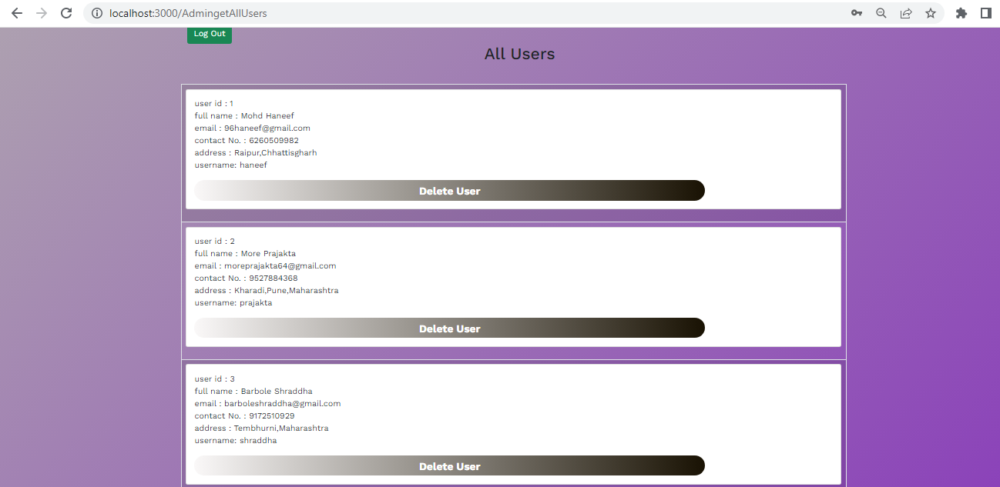 localhost:3000/AdmingetAllUsers
Log Out
All Users
user id : 1
full name : Mohd Haneef
email : 96haneef@gmail.com
contact No. : 6260509982
address : Raipur,Chhattisgharh
username: haneef
Delete User
user id : 2
full name : More Prajakta
email : moreprajakta64@gmail.com
contact No. : 9527884368
address : Kharadi,Pune,Maharashtra
username: prajakta
Delete User
user id : 3
full name : Barbole Shraddha
email : barboleshraddha@gmail.com
contact No. : 9172510929
address : Tembhurni,Maharashtra
username: shraddha
Delete User